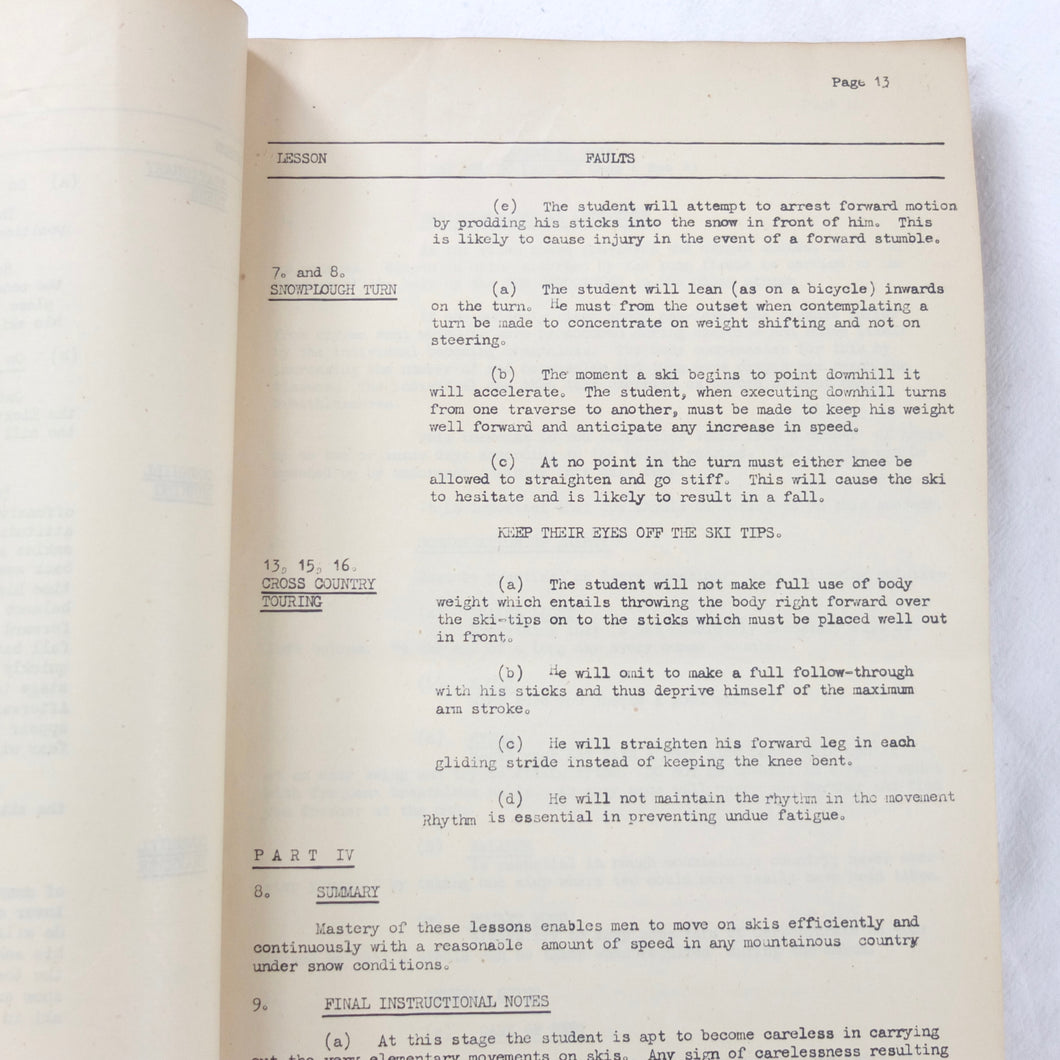 Page 13
LESSON FAULTS
(e) The student will attempt to arrest forward motion
by prodding his sticks into the snow in front of him. This
is likely to cause injury in the event of a forward stumble.
7. and 8.
SNOWPLOUGH TURN
(a) The student will lean (as on a bicycle) inwards
on the turn. He must from the outset when contemplating a
turn be made to concentrate on weight shifting and not on
steering.
(b) The moment a ski begins to point downhill it
will accelerate. The student, when executing downhill turns
from one traverse to another, must be made to keep his weight
well forward and anticipate any increase in speed.
(c) At no point in the turn must either knee be
allowed to straighten and go stiff. This will cause the ski
to hesitate and is likely to result in a fall.
KEEP THEIR EYES OFF THE SKI TIPS.
13, 15, 16.
CROSS COUNTRY
TOURING
(a) The student will not make full use of body
weight which entails throwing the body right forward over
the ski-tips on to the sticks which must be placed well out
in front.
(b) He will omit to make a full follow-through
with his sticks and thus deprive himself of the maximum
arm stroke.
(c) He will straighten his forward leg in each
gliding stride instead of keeping the knee bent.
(d) He will not maintain the rhythm in the movement
Rhythm is essential in preventing undue fatigue.
PART IV
8. SUMMARY
Mastery of these lessons enables men to move on skis efficiently and
continuously with a reasonable amount of speed in any mountainous country
under snow conditions.
9. FINAL INSTRUCTIONAL NOTES
(a) At this stage the student is apt to become careless in carrying
out the very elementary movements on skis. Any sign of carelessness resulting